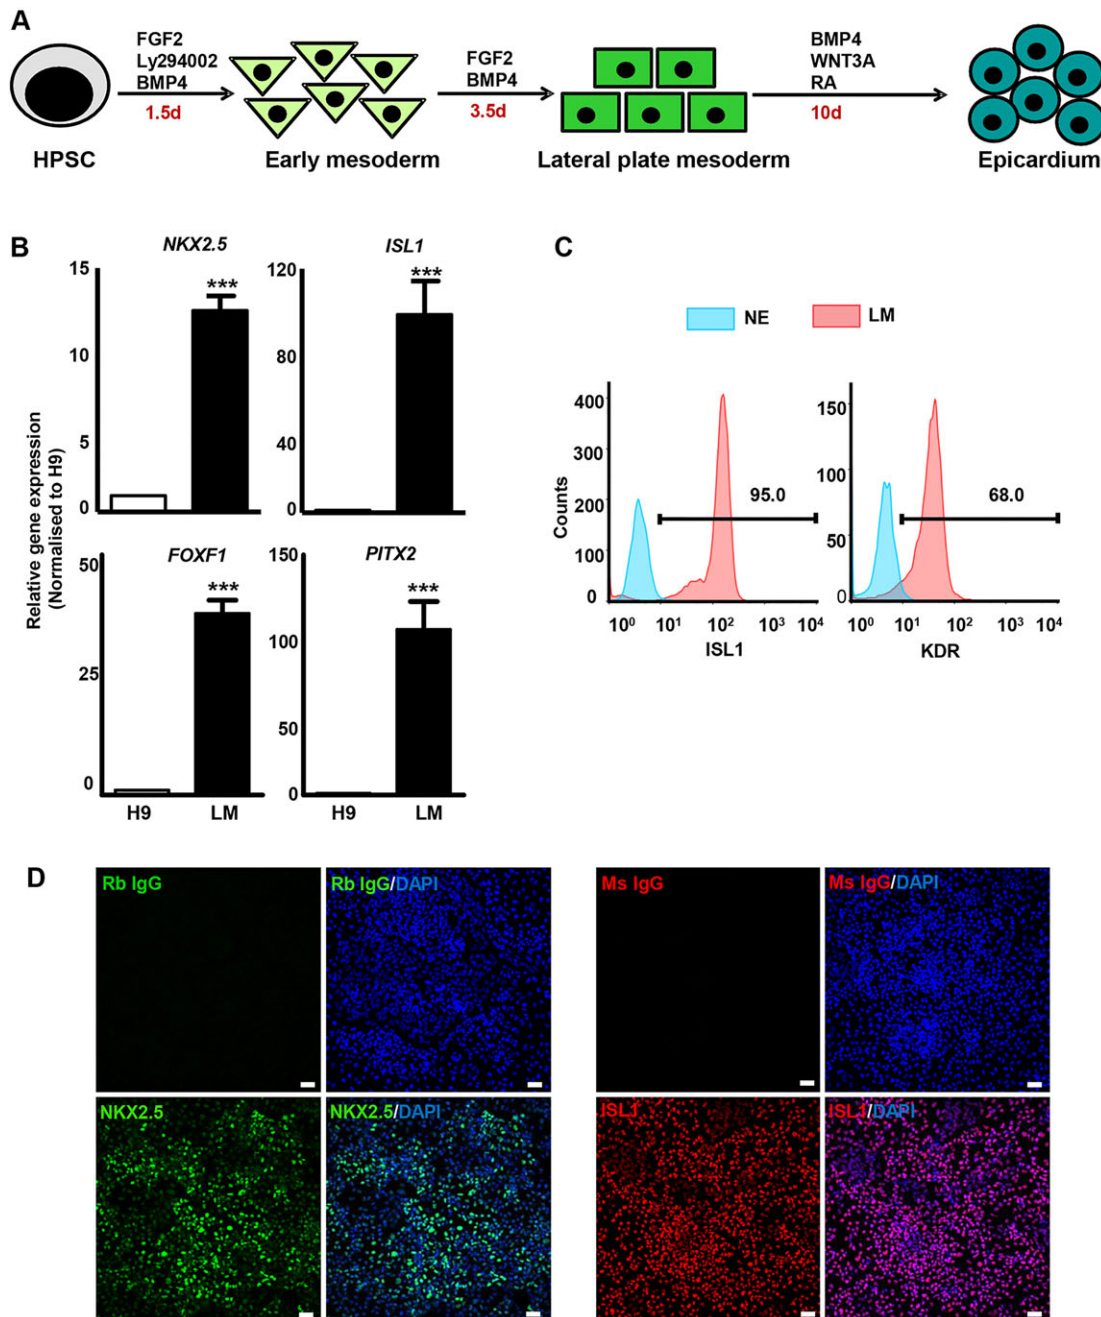 A
FGF2
Ly294002
BMP4
1.5d
FGF2
BMP4
3.5d
BMP4
WNT3A
RA
10d
HPSC
Early mesoderm
Lateral plate mesoderm
Epicardium
B
Relative gene expression
(Normalised to H9)
NKX2.5
***
15
10
5
0
ISL1
***
120
80
40
0
FOXF1
***
50
25
0
H9 LM
PITX2
***
150
100
50
0
H9 LM
C
NE LM
Counts
400
300
200
100
0
95.0
10⁰ 10¹ 10² 10³ 10⁴
ISL1
150
100
50
0
68.0
10⁰ 10¹ 10² 10³ 10⁴
KDR
D
Rb IgG
Rb IgG/DAPI
Ms IgG
Ms IgG/DAPI
NKX2.5
NKX2.5/DAPI
ISL1
ISL1/DAPI